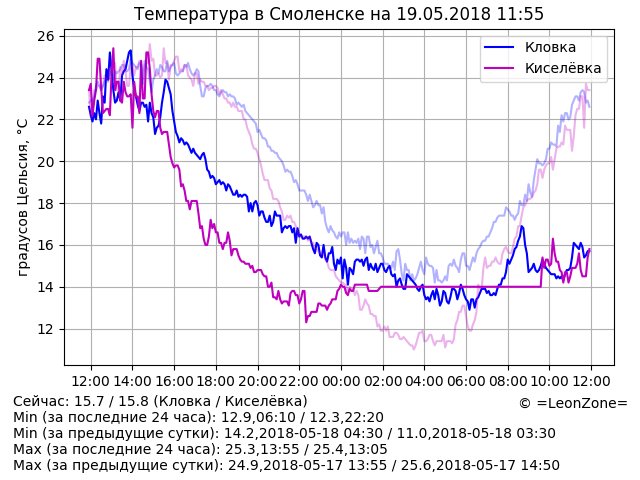 Температура в Смоленске на 19.05.2018 11:55
градусов Цельсия, °C
26
24
22
20
18
16
14
12
Кловка
Киселёвка
12:00 14:00 16:00 18:00 20:00 22:00 00:00 02:00 04:00 06:00 08:00 10:00 12:00
Сейчас: 15.7 / 15.8 (Кловка / Киселёвка)
© =LeonZone=
Min (за последние 24 часа): 12.9,06:10 / 12.3,22:20
Min (за предыдущие сутки): 14.2,2018-05-18 04:30 / 11.0,2018-05-18 03:30
Max (за последние 24 часа): 25.3,13:55 / 25.4,13:05
Max (за предыдущие сутки): 24.9,2018-05-17 13:55 / 25.6,2018-05-17 14:50